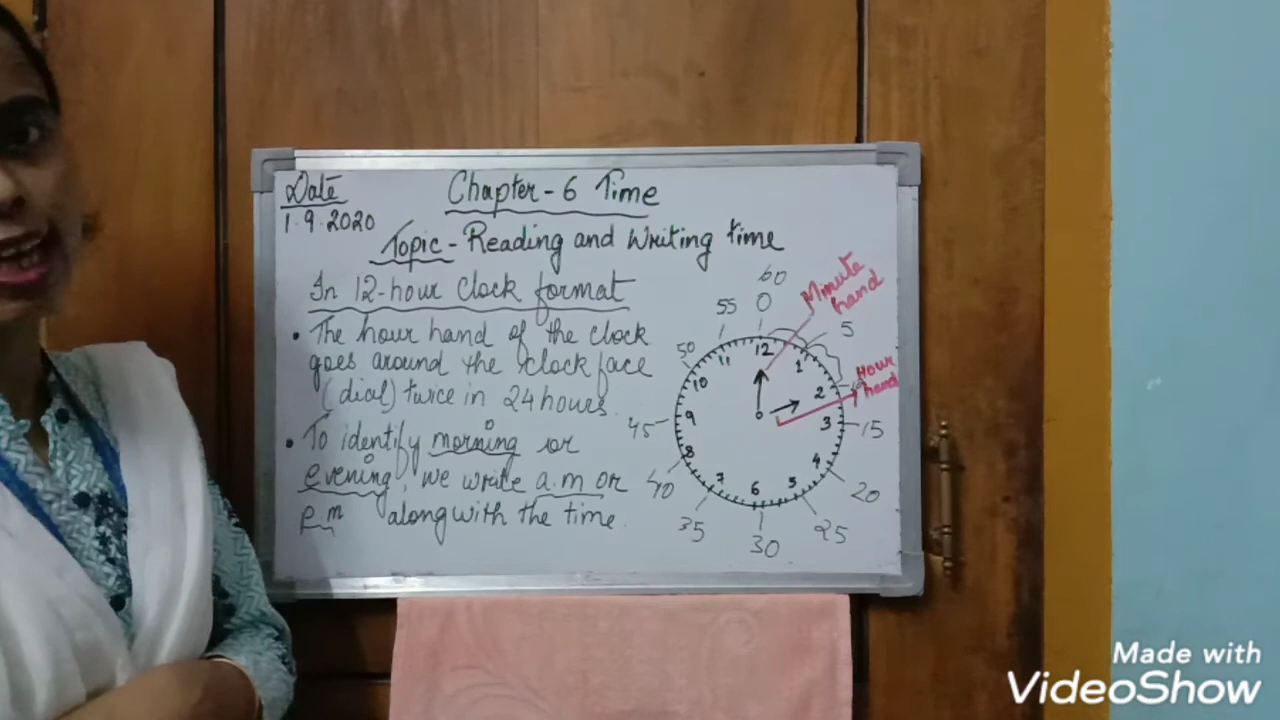 Date
1.9.2020
Chapter-6 Time
Topic - Reading and Writing time
In 12-hour Clock format
• The hour hand of the clock
goes around the clock face
(dial) twice in 24 hours.
• To identify morning or
evening, we write a.m or
p.m along with the time.
60
0
5
15
20
25
30
35
40
45
50
55
12
1
2
3
4
5
6
7
8
9
10
11
Minute
hand
Hour
hand
Made with
VideoShow